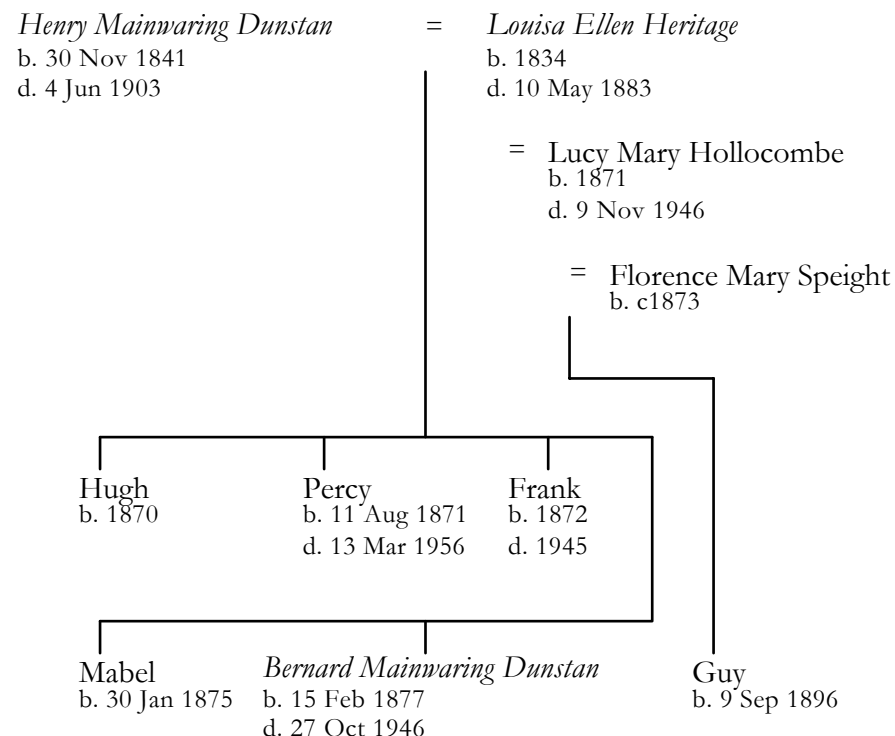 Henry Mainwaring Dunstan = Louisa Ellen Heritage
b. 30 Nov 1841 b. 1834
d. 4 Jun 1903 d. 10 May 1883
= Lucy Mary Hollocombe
b. 1871
d. 9 Nov 1946
= Florence Mary Speight
b. c1873
Hugh Percy Frank
b. 1870 b. 11 Aug 1871 b. 1872
d. 13 Mar 1956 d. 1945
Mabel Bernard Mainwaring Dunstan Guy
b. 30 Jan 1875 b. 15 Feb 1877 b. 9 Sep 1896
d. 27 Oct 1946